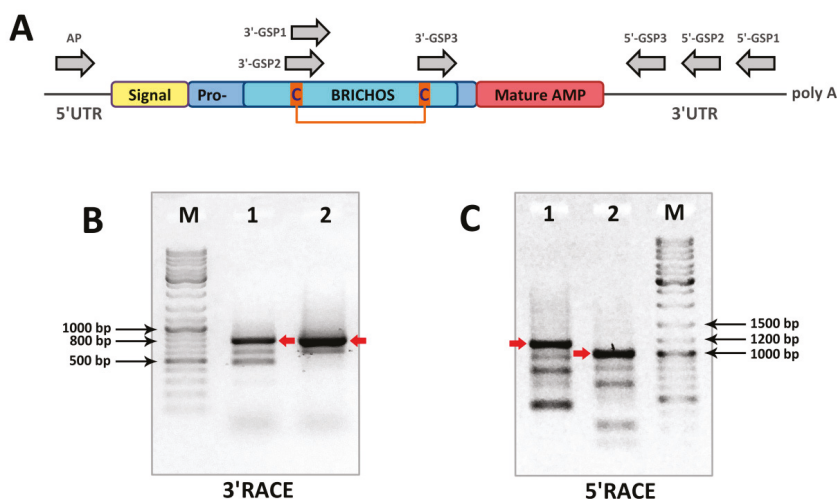 A
AP
3'-GSP1
3'-GSP2
3'-GSP3
5'-GSP3
5'-GSP2
5'-GSP1
Signal
Pro-
C
BRICHOS
C
Mature AMP
poly A
5'UTR
3'UTR
B
M
1
2
1000 bp
800 bp
500 bp
3'RACE
C
1
2
M
1500 bp
1200 bp
1000 bp
5'RACE